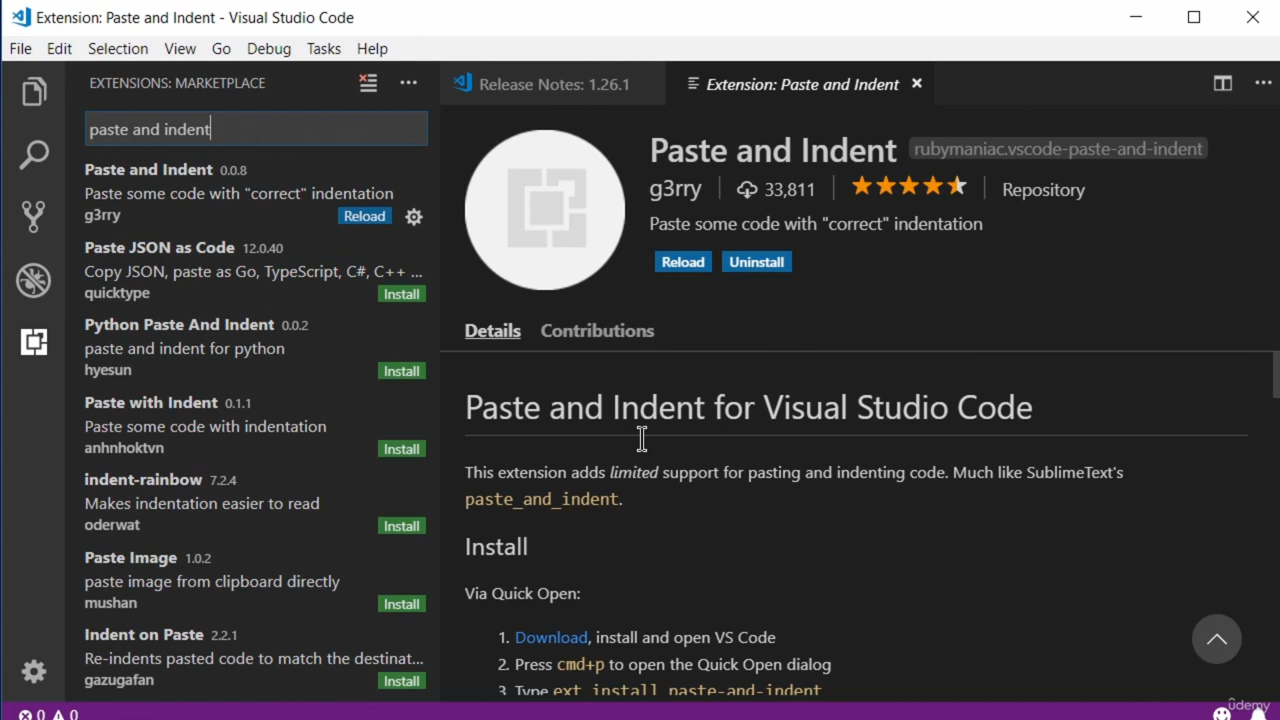 Extension: Paste and Indent - Visual Studio Code
File Edit Selection View Go Debug Tasks Help
EXTENSIONS: MARKETPLACE
paste and indent
Paste and Indent 0.0.8
Paste some code with "correct" indentation
g3rry Reload
Paste JSON as Code 12.0.40
Copy JSON, paste as Go, TypeScript, C#, C++ ...
quicktype Install
Python Paste And Indent 0.0.2
paste and indent for python
hyesun Install
Paste with Indent 0.1.1
Paste some code with indentation
anhnhoktvn Install
indent-rainbow 7.2.4
Makes indentation easier to read
oderwat Install
Paste Image 1.0.2
paste image from clipboard directly
mushan Install
Indent on Paste 2.2.1
Re-indents pasted code to match the destinat...
gazugafan Install
Release Notes: 1.26.1 Extension: Paste and Indent
Paste and Indent rubymaniac.vscode-paste-and-indent
g3rry 33,811 Repository
Paste some code with "correct" indentation
Reload Uninstall
Details Contributions
Paste and Indent for Visual Studio Code
This extension adds limited support for pasting and indenting code. Much like SublimeText's
paste_and_indent.
Install
Via Quick Open:
1. Download, install and open VS Code
2. Press cmd+p to open the Quick Open dialog
3. Type ext install paste-and-indent
0 0
ûdemy